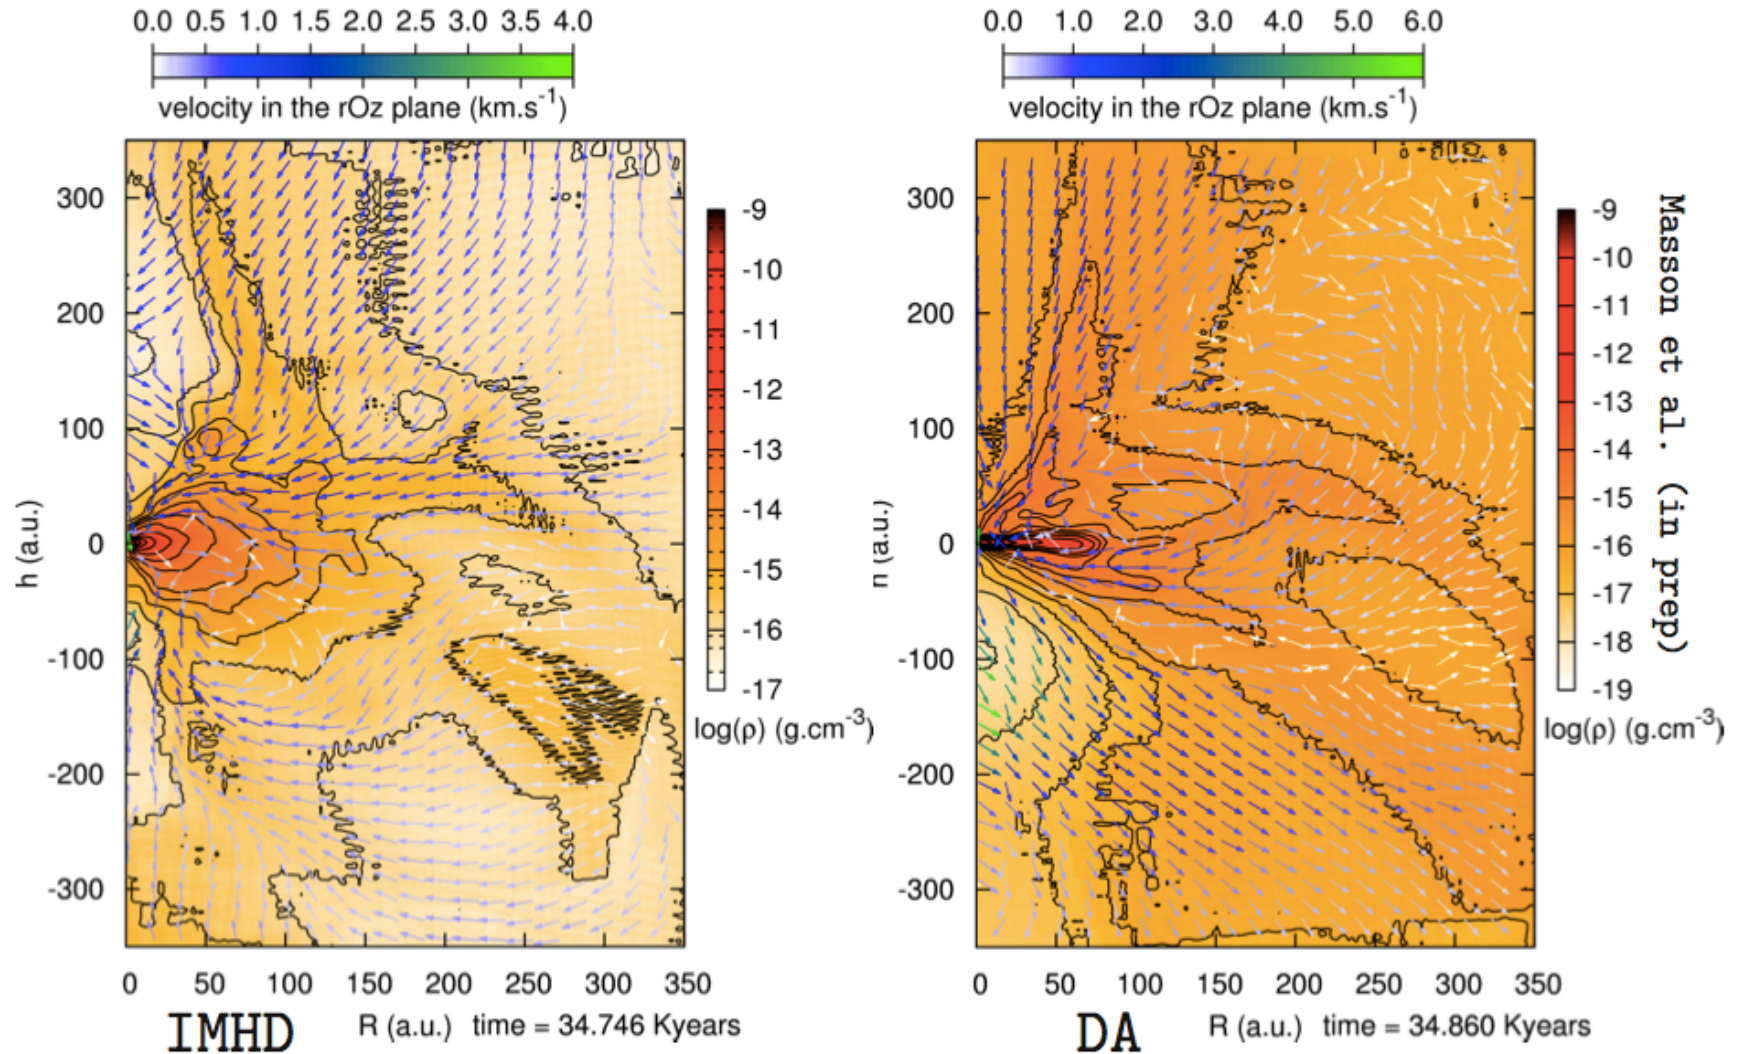 0.0 0.5 1.0 1.5 2.0 2.5 3.0 3.5 4.0
velocity in the rOz plane (km.s-1)
300
200
100
0
-100
-200
-300
h (a.u.)
0 50 100 150 200 250 300 350
R (a.u.) time = 34.746 Kyears
IMHD
-9
-10
-11
-12
-13
-14
-15
-16
-17
log(ρ) (g.cm-3)
0.0 1.0 2.0 3.0 4.0 5.0 6.0
velocity in the rOz plane (km.s-1)
300
200
100
0
-100
-200
-300
n (a.u.)
0 50 100 150 200 250 300 350
R (a.u.) time = 34.860 Kyears
DA
-9
-10
-11
-12
-13
-14
-15
-16
-17
-18
-19
log(ρ) (g.cm-3)
Masson et al. (in prep)